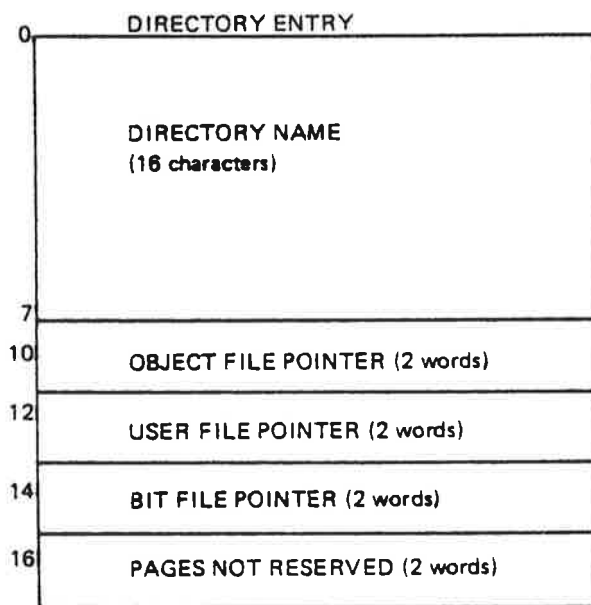 DIRECTORY ENTRY
0
DIRECTORY NAME
(16 characters)
7
10 OBJECT FILE POINTER (2 words)
12 USER FILE POINTER (2 words)
14 BIT FILE POINTER (2 words)
16 PAGES NOT RESERVED (2 words)